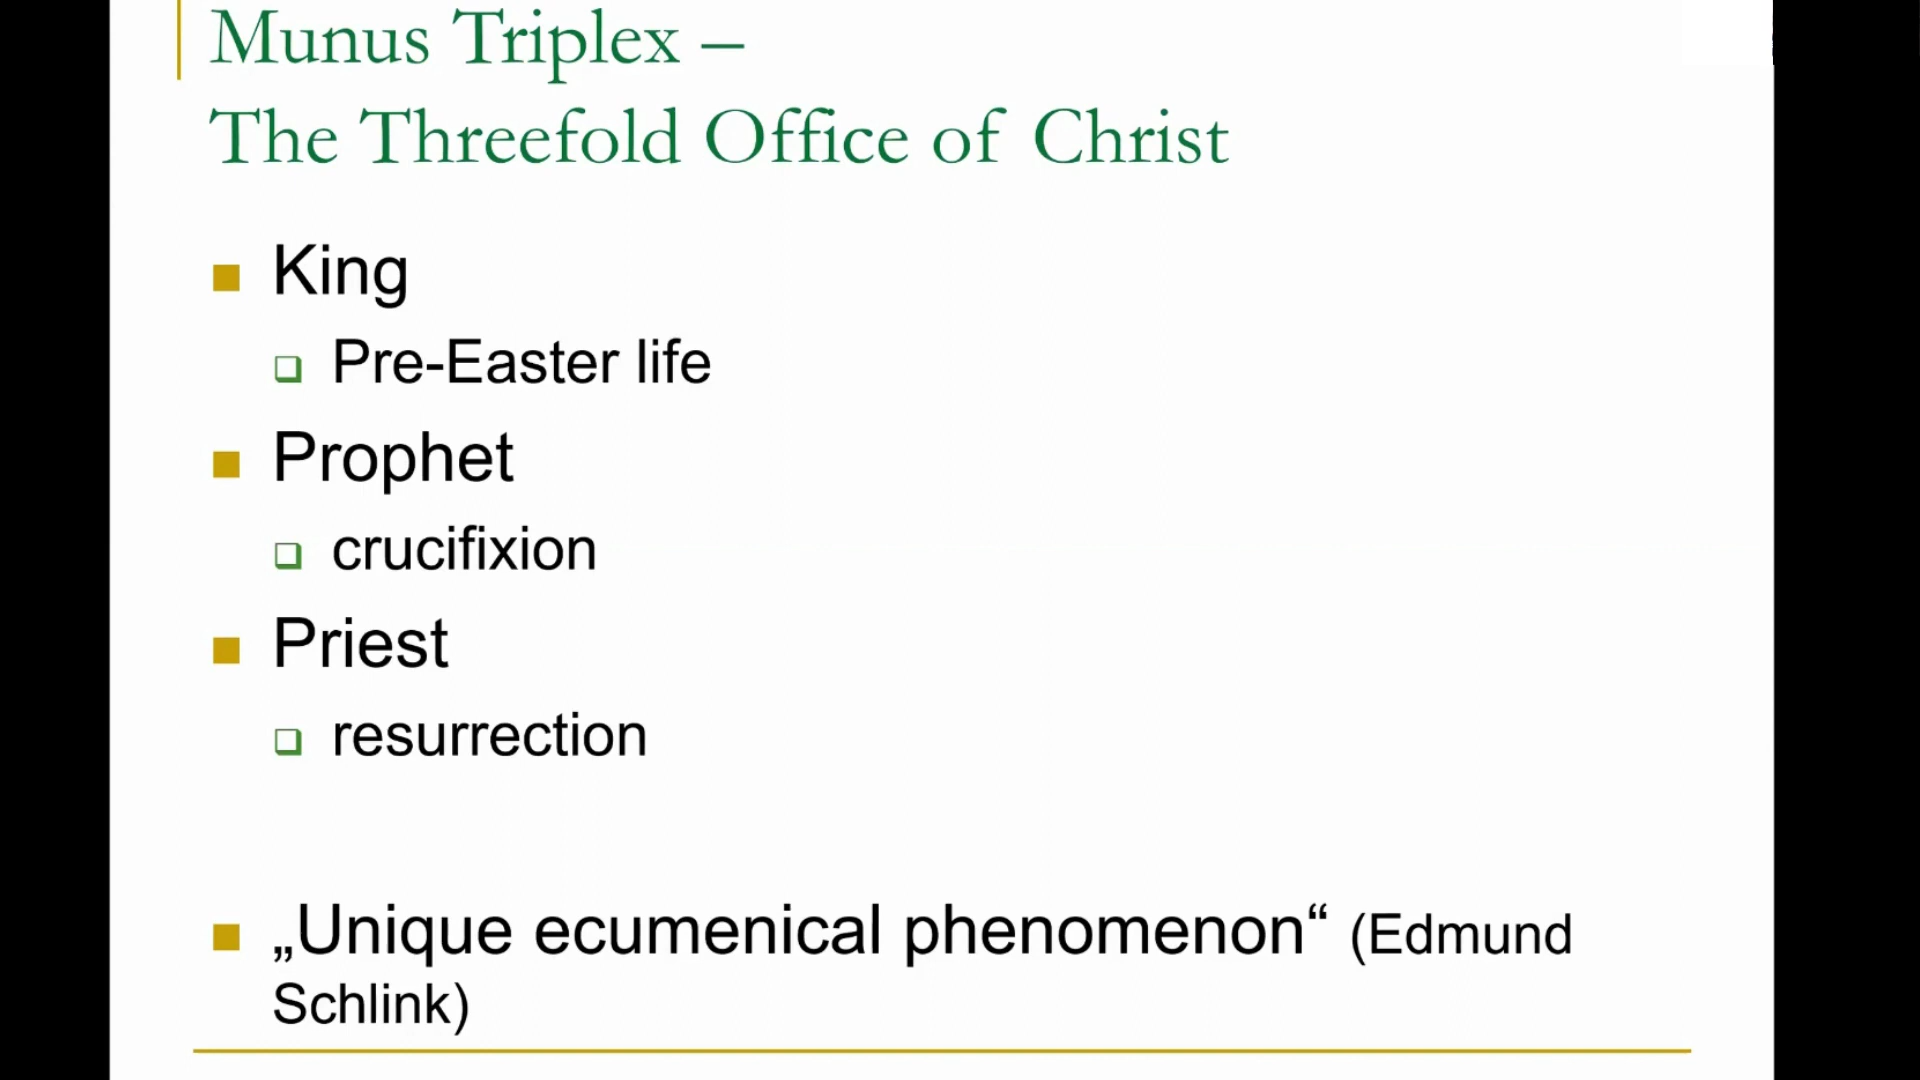 Munus Triplex –
The Threefold Office of Christ
King
Pre-Easter life
Prophet
crucifixion
Priest
resurrection
„Unique ecumenical phenomenon“ (Edmund
Schlink)